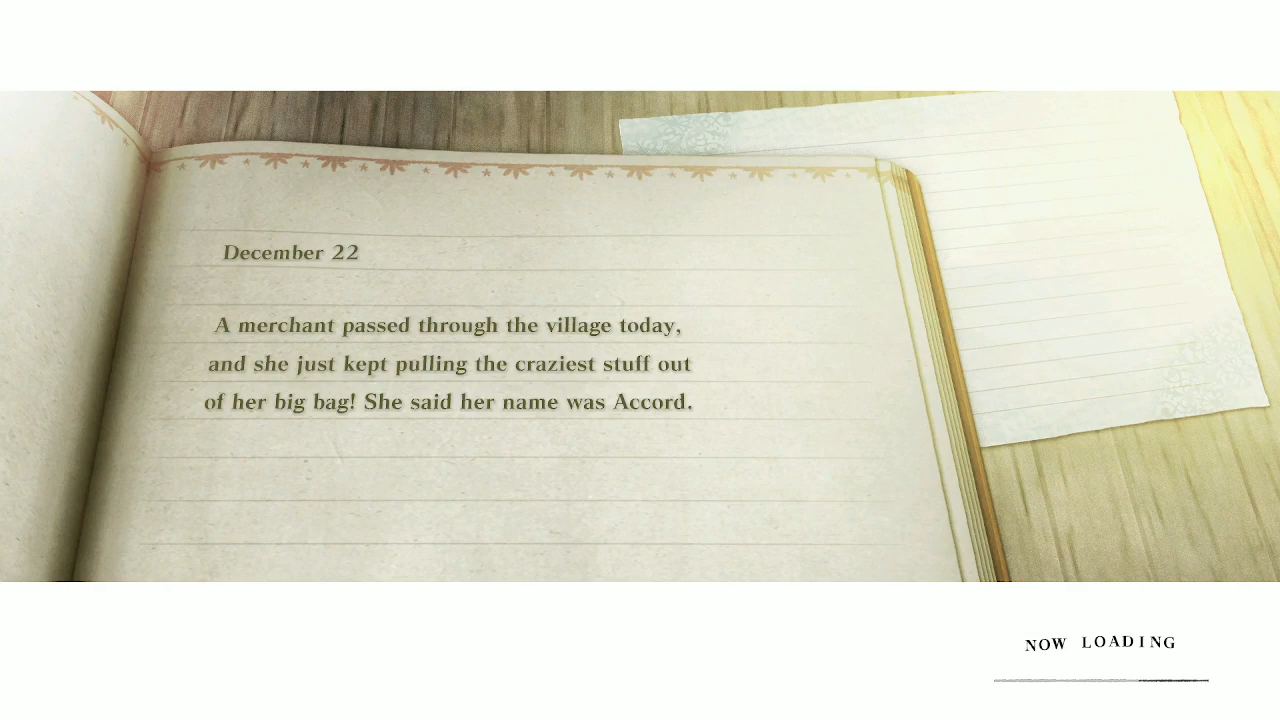 December 22
A merchant passed through the village today,
and she just kept pulling the craziest stuff out
of her big bag! She said her name was Accord.
NOW LOADING